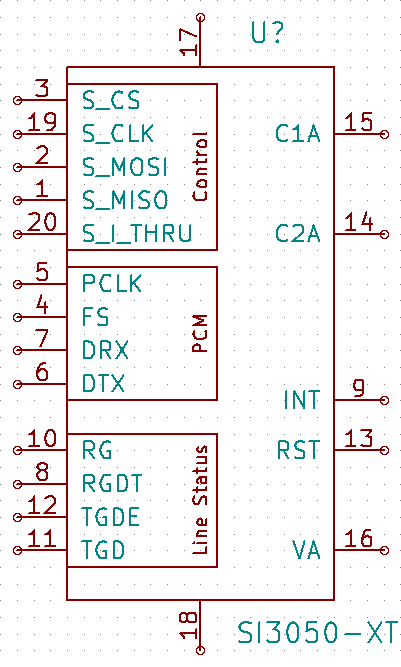 17 U?
3 S_CS
19 S_CLK C1A 15
2 S_MOSI
1 S_MISO
20 S_I_THRU C2A 14
Control
5 PCLK
4 FS
7 DRX
6 DTX
PCM
INT 9
10 RG RST 13
8 RGDT
12 TGDE
11 TGD VA 16
Line Status
18 SI3050-XT